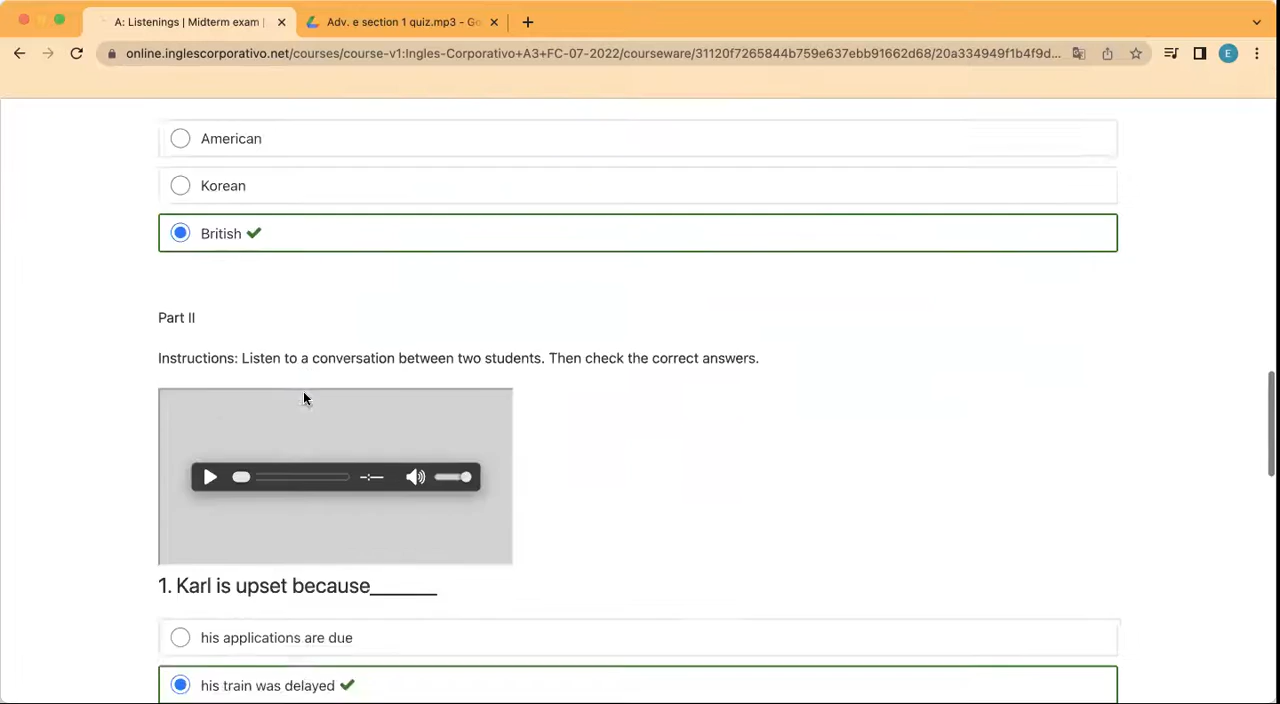 A: Listenings | Midterm exam |
Adv. e section 1 quiz.mp3 - Go
online.inglescorporativo.net/courses/course-v1:Ingles-Corporativo+A3+FC-07-2022/courseware/31120f7265844b759e637ebb91662d68/20a334949f1b4f9d...
E
American
Korean
British
Part II
Instructions: Listen to a conversation between two students. Then check the correct answers.
1. Karl is upset because______
his applications are due
his train was delayed